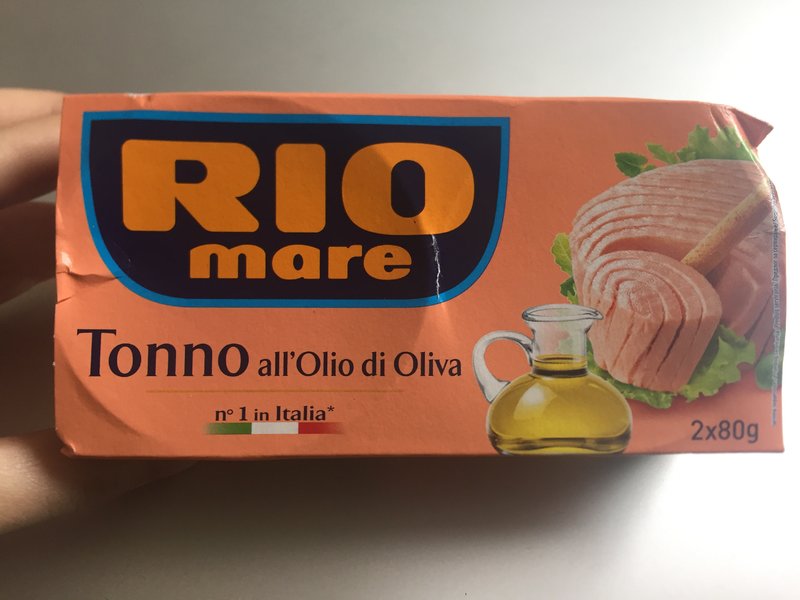 RIO
mare
Tonno all'Olio di Oliva
n° 1 in Italia*
2x80g